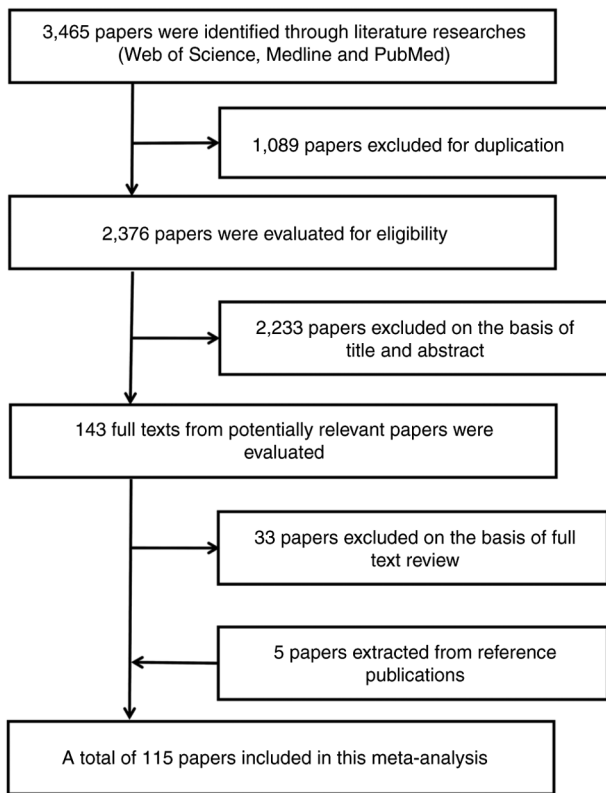 3,465 papers were identified through literature researches
(Web of Science, Medline and PubMed)
1,089 papers excluded for duplication
2,376 papers were evaluated for eligibility
2,233 papers excluded on the basis of
title and abstract
143 full texts from potentially relevant papers were
evaluated
33 papers excluded on the basis of full
text review
5 papers extracted from reference
publications
A total of 115 papers included in this meta-analysis